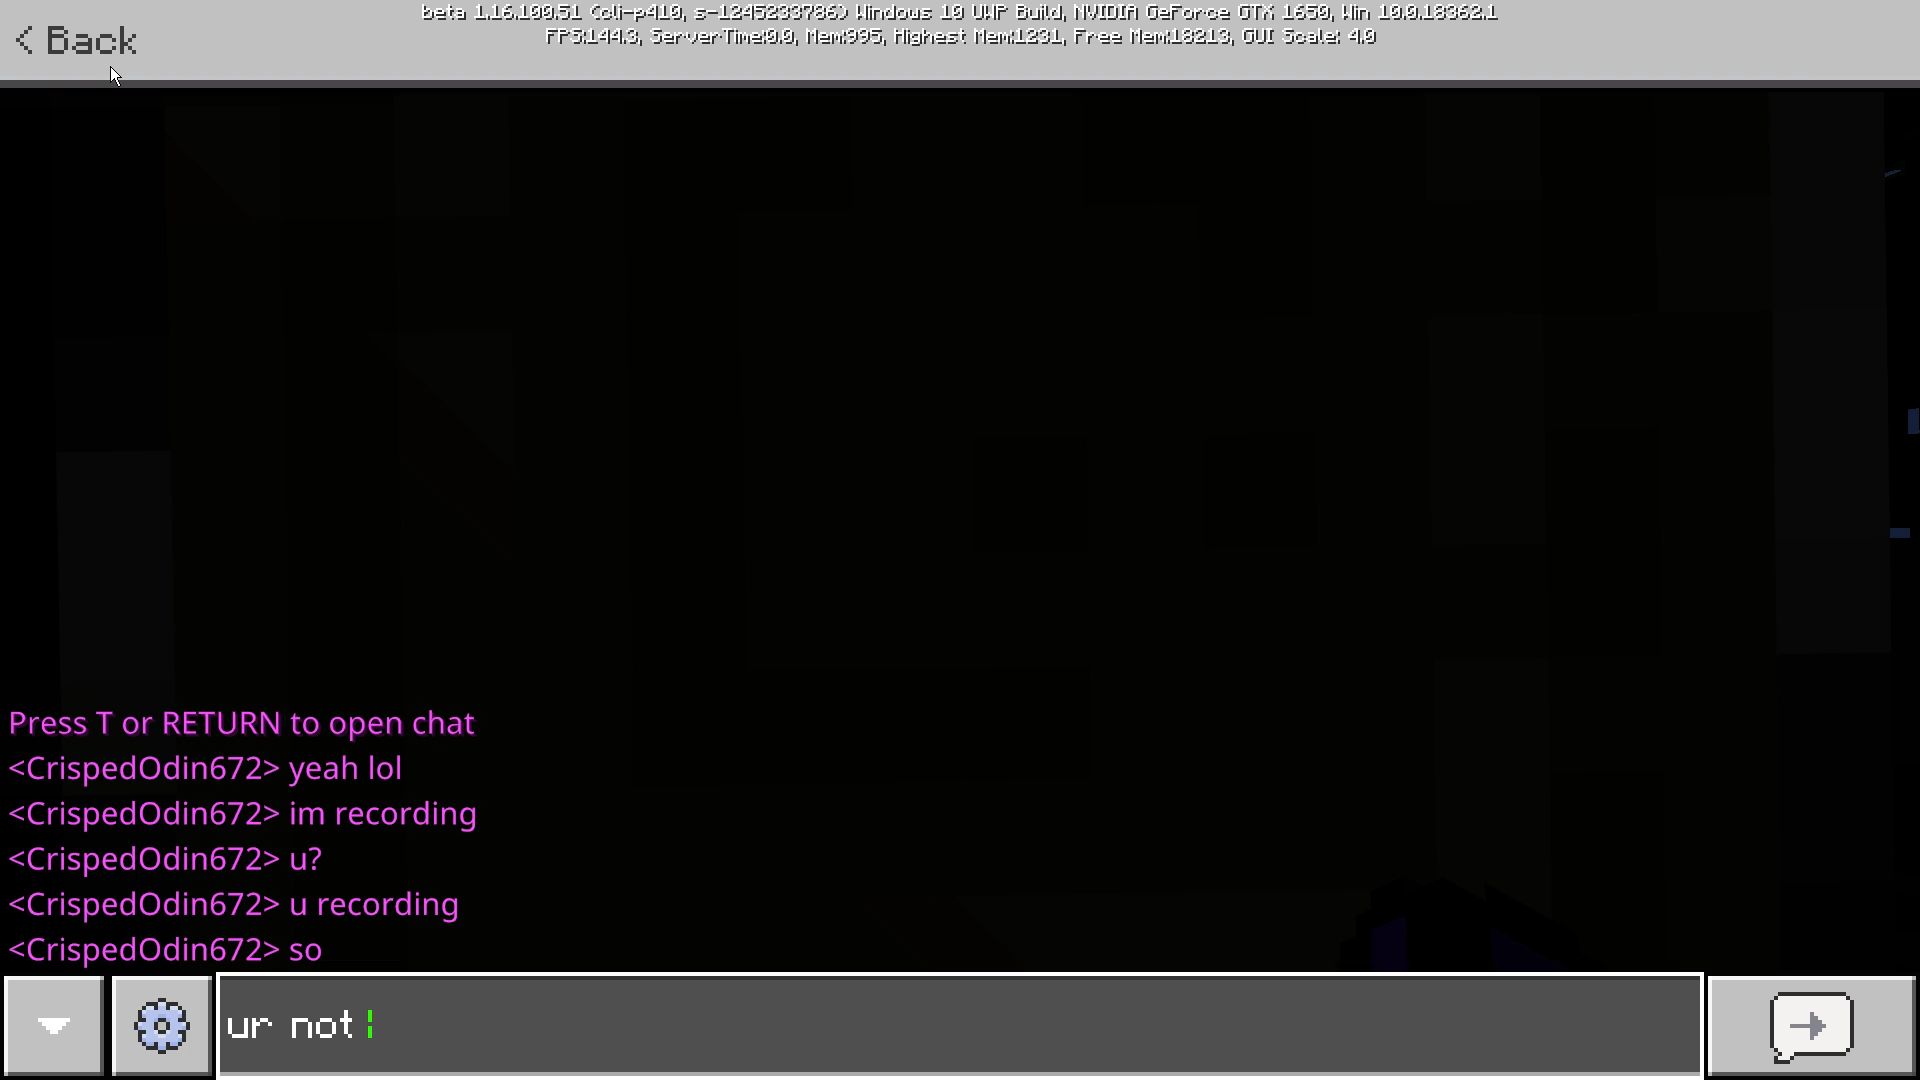 beta 1.16.100.51 (cli-p410, s-1245233786) Windows 10 UWP Build, NVIDIA GeForce GTX 1650, Win 10.0.18362.1
FPS:144.3, ServerTime:0.0, Mem:995, Highest Mem:1231, Free Mem:18213, GUI Scale: 4.0
< Back
Press T or RETURN to open chat
<CrispedOdin672> yeah lol
<CrispedOdin672> im recording
<CrispedOdin672> u?
<CrispedOdin672> u recording
<CrispedOdin672> so
ur not